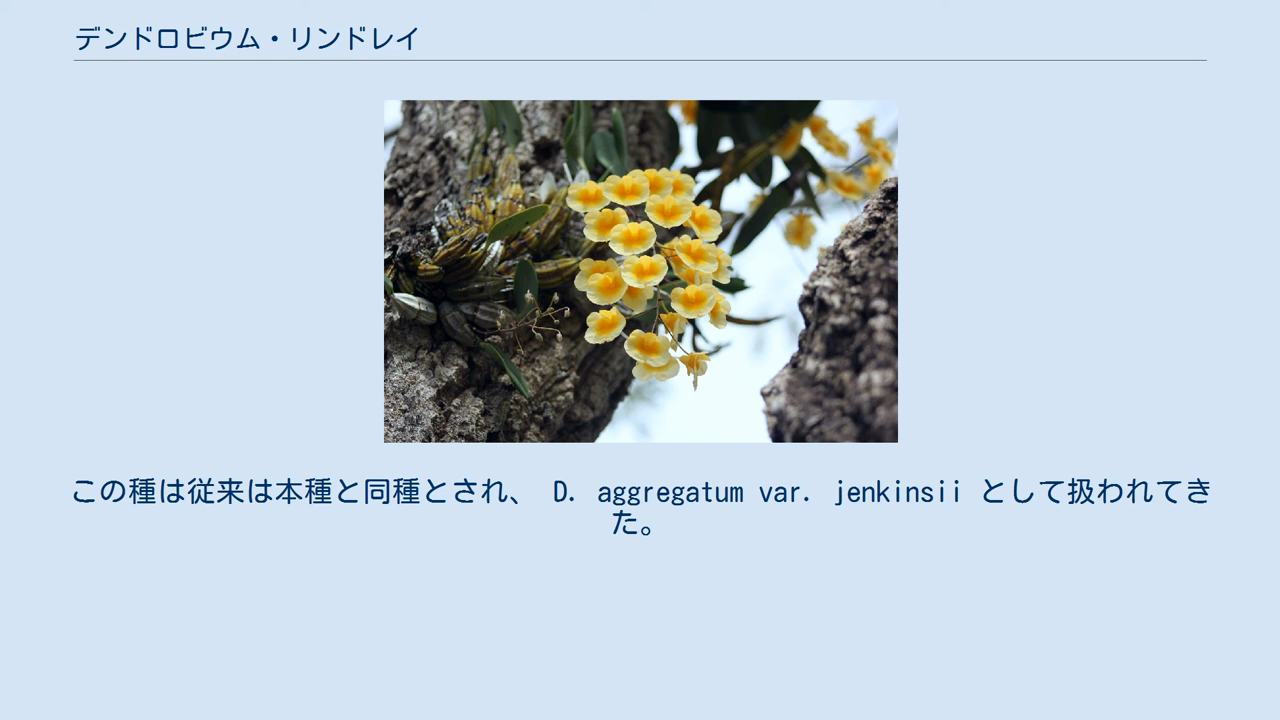 デンドロビウム・リンドレイ
この種は従来は本種と同種とされ、 D. aggregatum var. jenkinsii として扱われてき
た。